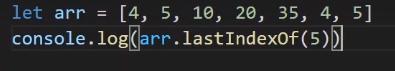 let arr = [4, 5, 10, 20, 35, 4, 5]
console.log(arr.lastIndexOf(5))